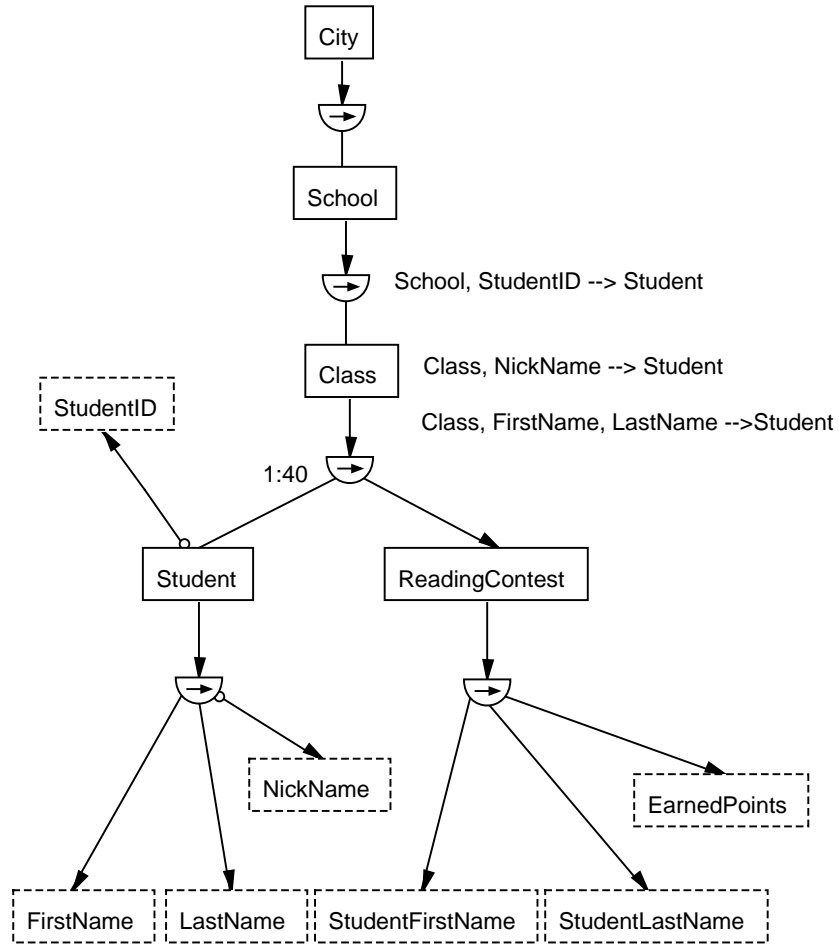 City
School
School, StudentID --> Student
Class
Class, NickName --> Student
StudentID
Class, FirstName, LastName -->Student
1:40
Student
ReadingContest
NickName
EarnedPoints
FirstName
LastName
StudentFirstName
StudentLastName